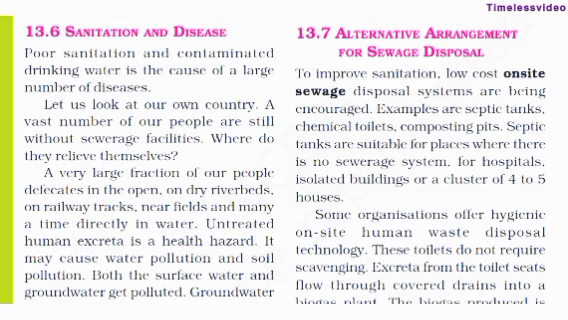 Timelessvideo
13.6 SANITATION AND DISEASE
Poor sanitation and contaminated
drinking water is the cause of a large
number of diseases.
Let us look at our own country. A
vast number of our people are still
without sewerage facilities. Where do
they relieve themselves?
A very large fraction of our people
defecates in the open, on dry riverbeds,
on railway tracks, near fields and many
a time directly in water. Untreated
human excreta is a health hazard. It
may cause water pollution and soil
pollution. Both the surface water and
groundwater get polluted. Groundwater
13.7 ALTERNATIVE ARRANGEMENT
FOR SEWAGE DISPOSAL
To improve sanitation, low cost onsite
sewage disposal systems are being
encouraged. Examples are septic tanks,
chemical toilets, composting pits. Septic
tanks are suitable for places where there
is no sewerage system, for hospitals,
isolated buildings or a cluster of 4 to 5
houses.
Some organisations offer hygienic
on-site human waste disposal
technology. These toilets do not require
scavenging. Excreta from the toilet seats
flow through covered drains into a
biogas plant. The biogas produced is